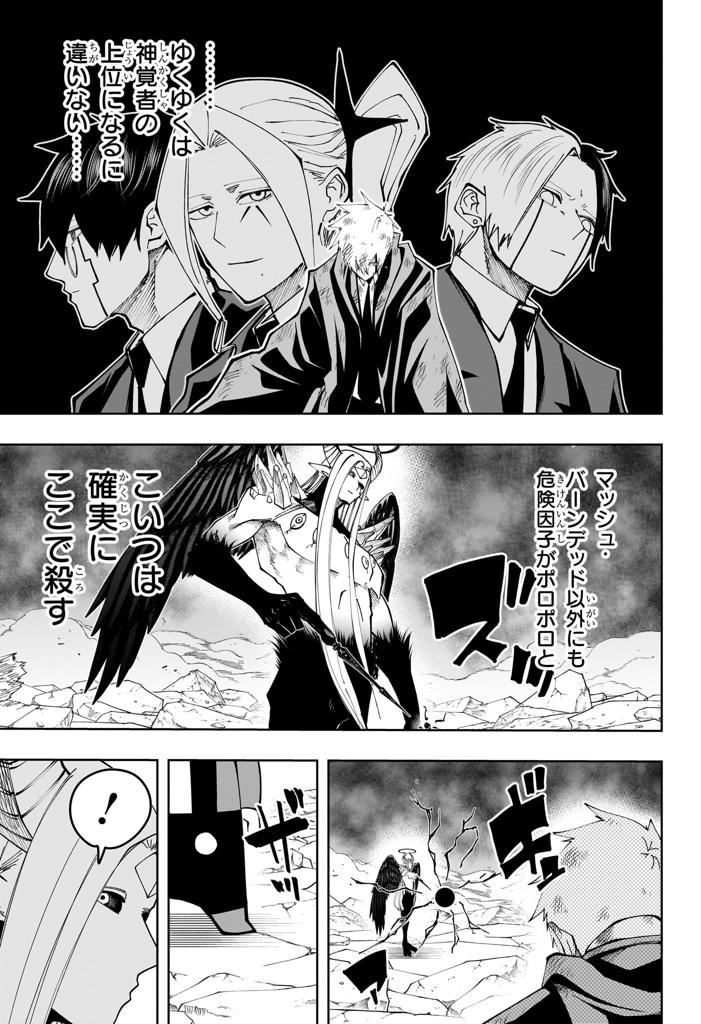 ………
ゆくゆくは
神覚者の
上位になるに
違いない……
マッシュ・
バーンデッド以外にも
危険因子がポロポロと
ズズ
こいつは
確実に
ここで殺す
ギュ
オオ
ザッ
！